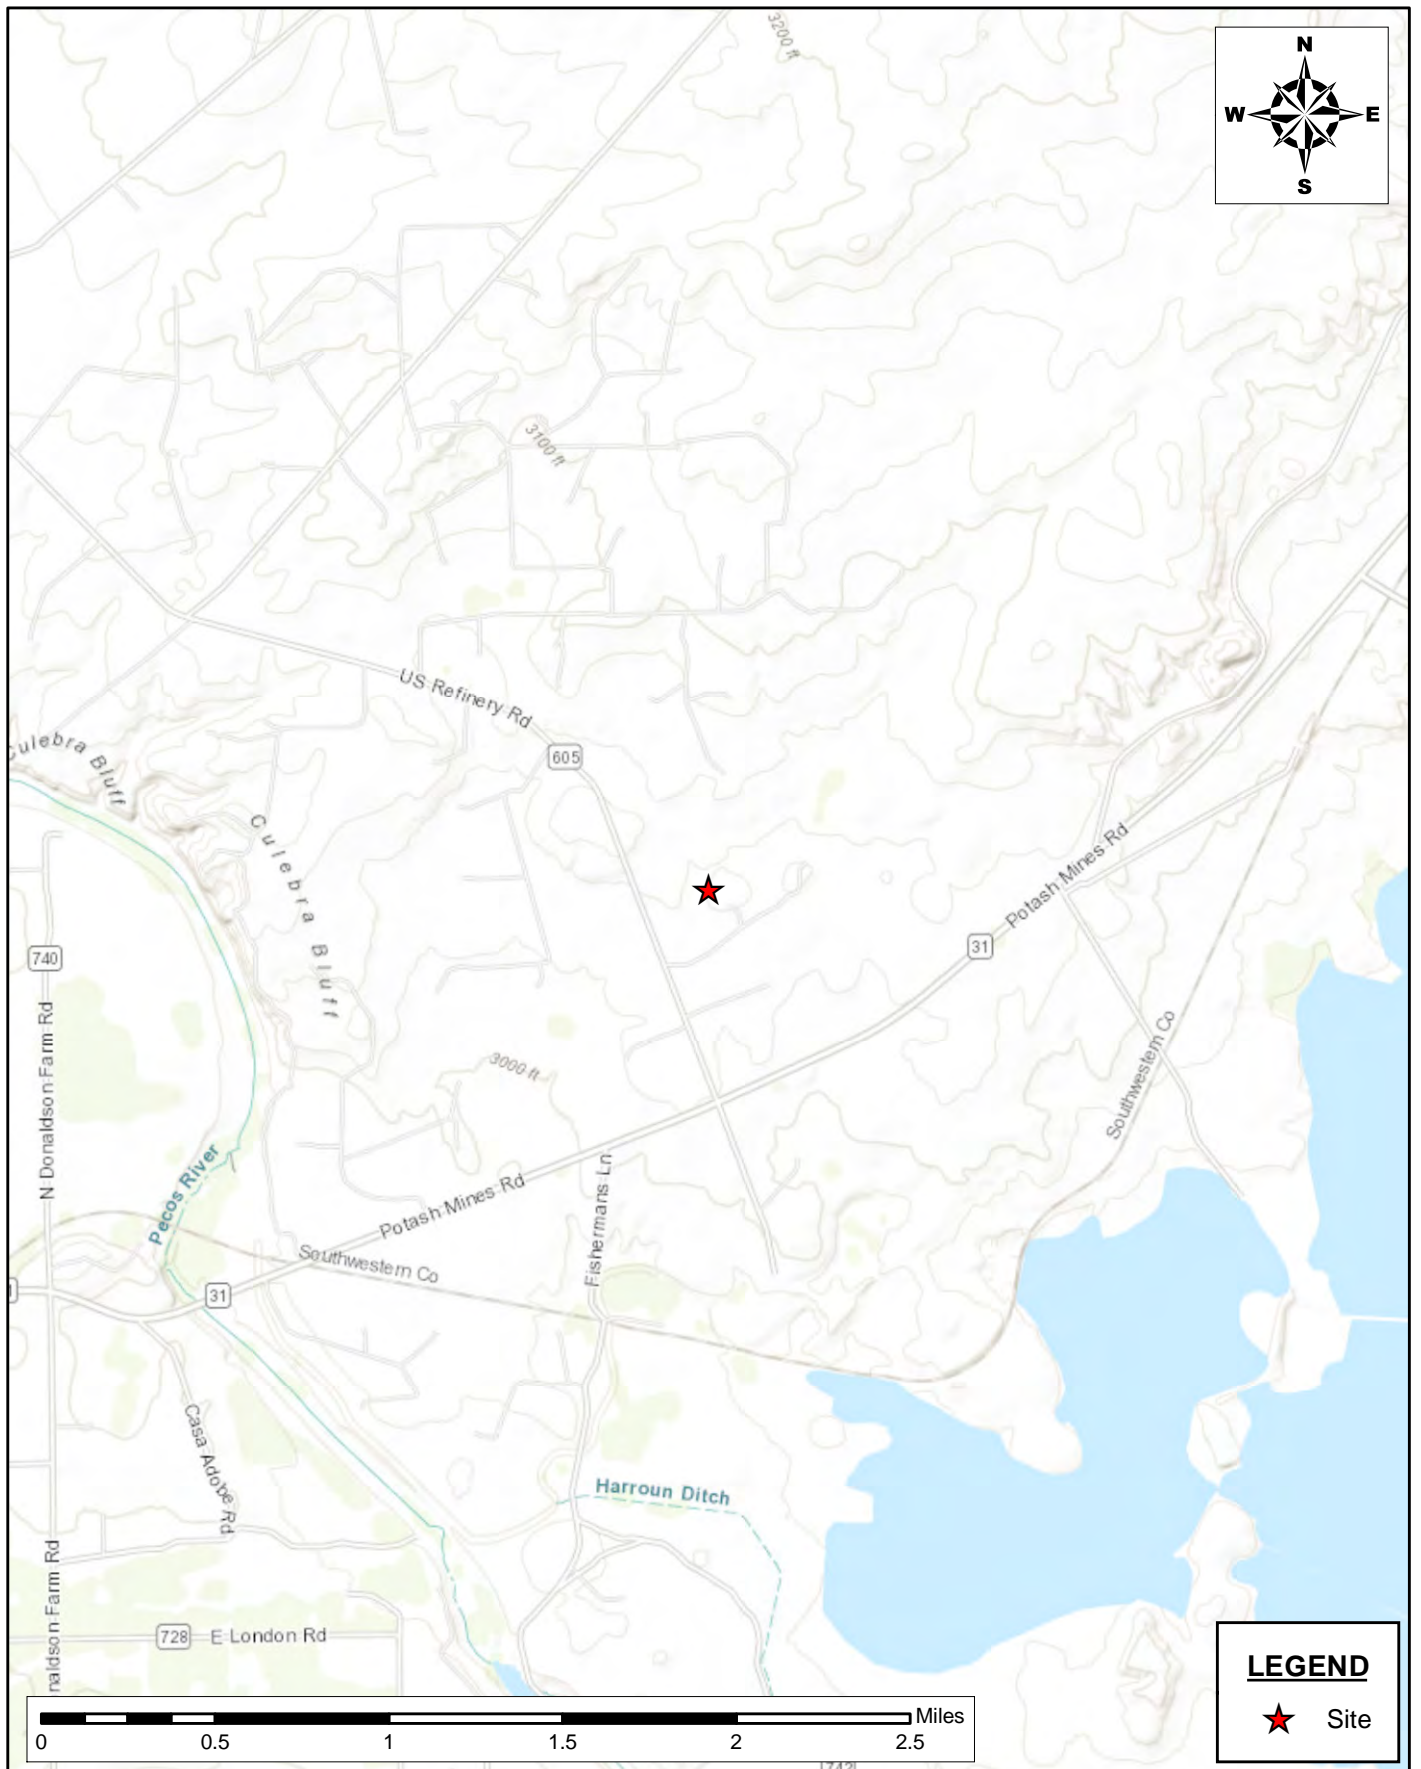 3200 ft
N
W
E
S
3100 ft
US Refinery Rd
605
Culebra Bluff
Culebra Bluff
Potash Mines Rd
31
740
N Donaldson Farm Rd
Southwestern Co
3000 ft
Pecos River
Fishermans Ln
Potash Mines Rd
Southwestern Co
31
Casa Adobe Rd
Harroun Ditch
naldson Farm Rd
728
E London Rd
LEGEND
Site
Miles
0
0.5
1
1.5
2
2.5